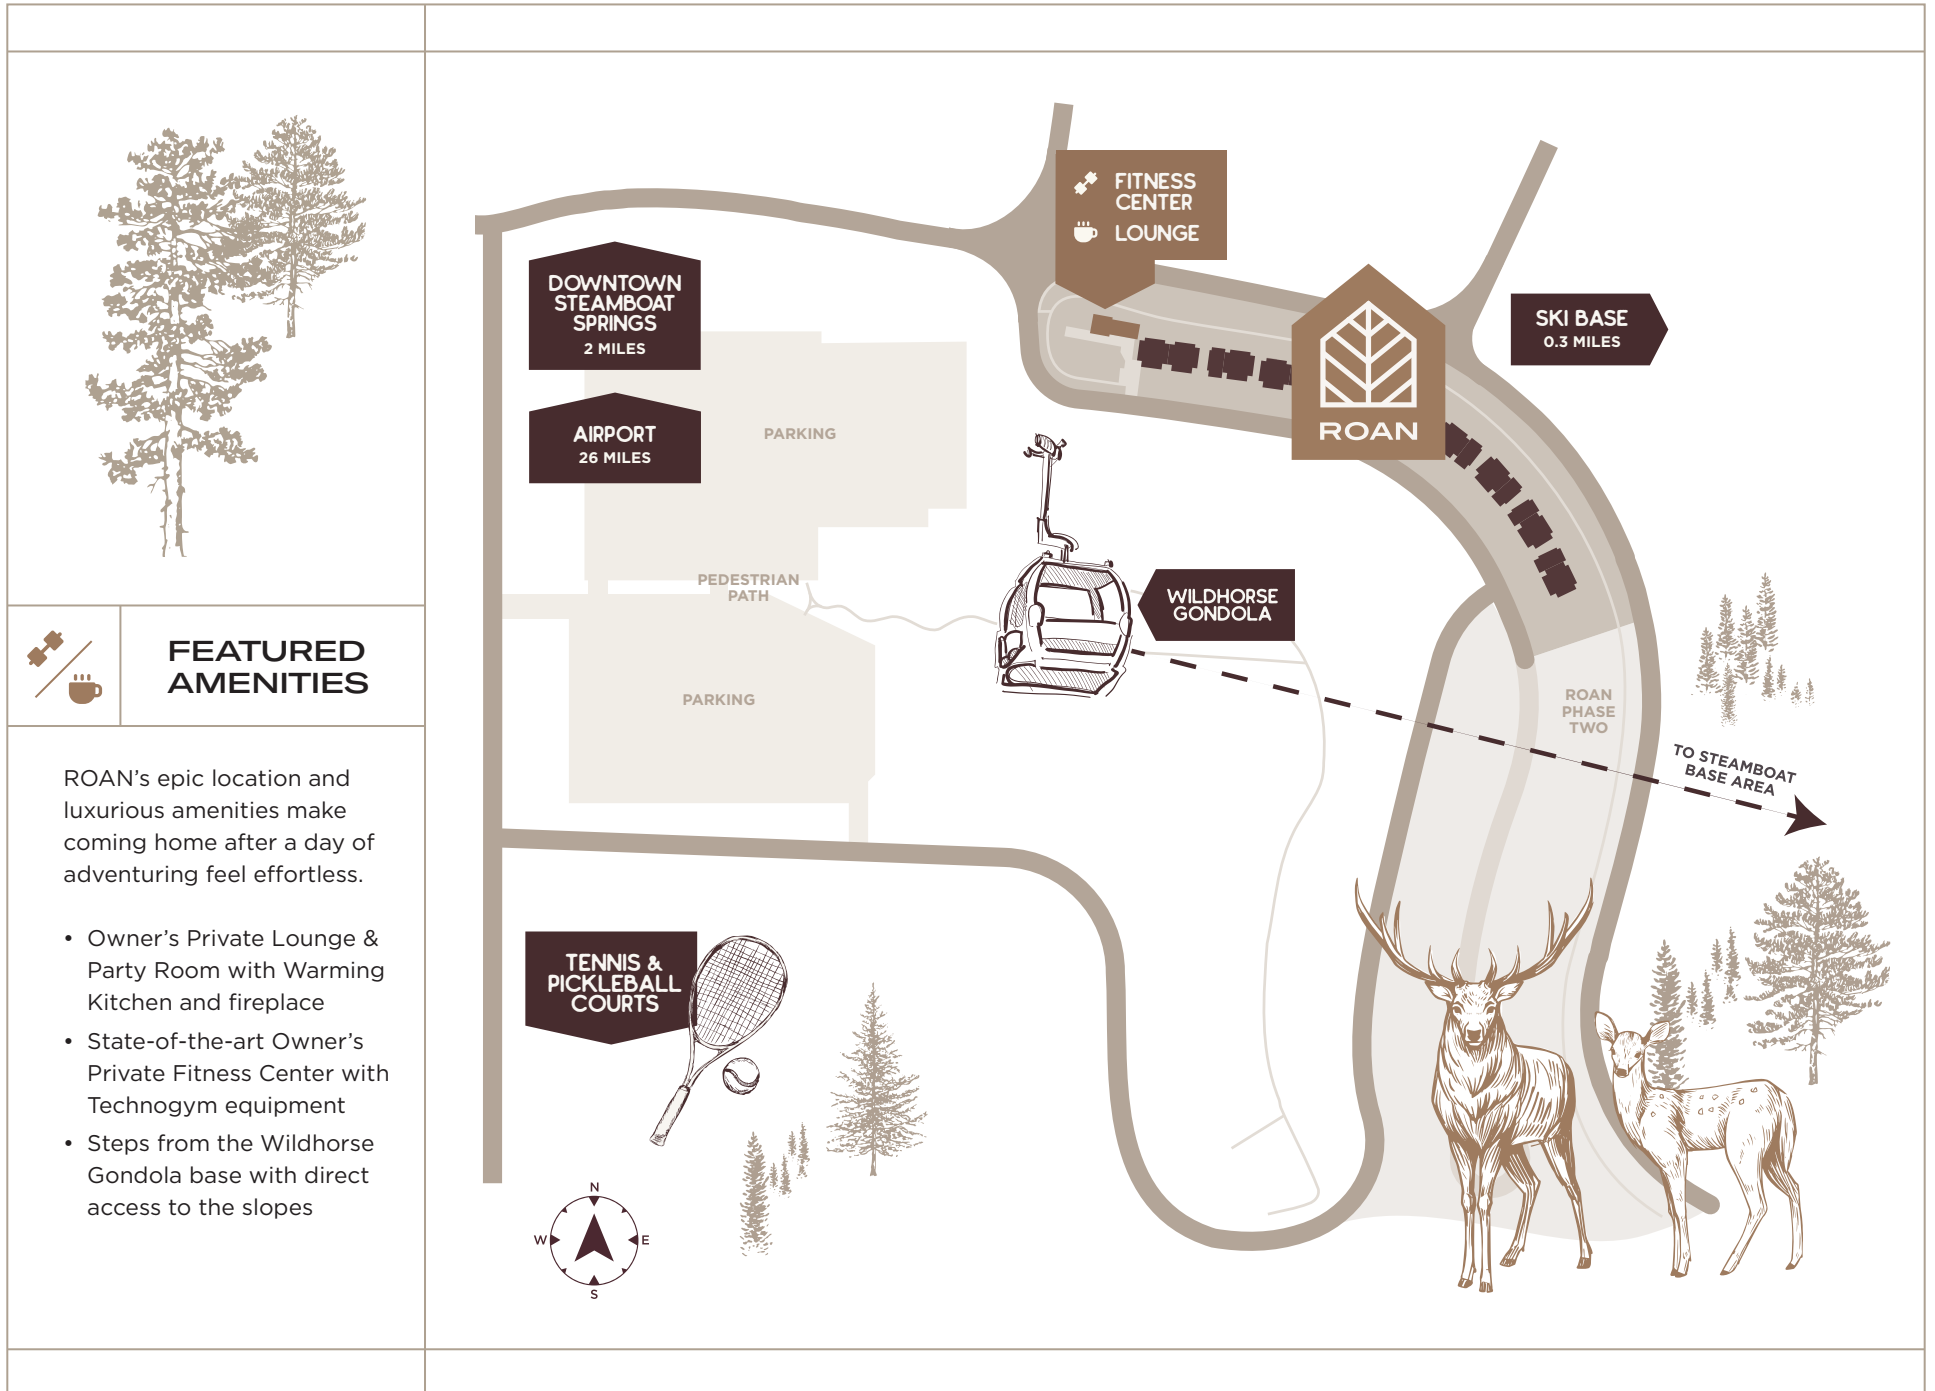 FEATURED
AMENITIES
ROAN’s epic location and
luxurious amenities make
coming home after a day of
adventuring feel effortless.
• Owner’s Private Lounge &
Party Room with Warming
Kitchen and fireplace
• State-of-the-art Owner’s
Private Fitness Center with
Technogym equipment
• Steps from the Wildhorse
Gondola base with direct
access to the slopes
FITNESS
CENTER
LOUNGE
DOWNTOWN
STEAMBOAT
SPRINGS
2 MILES
AIRPORT
26 MILES
PARKING
ROAN
SKI BASE
0.3 MILES
PEDESTRIAN
PATH
WILDHORSE
GONDOLA
PARKING
ROAN
PHASE
TWO
TO STEAMBOAT
BASE AREA
TENNIS &
PICKLEBALL
COURTS
N
W
E
S